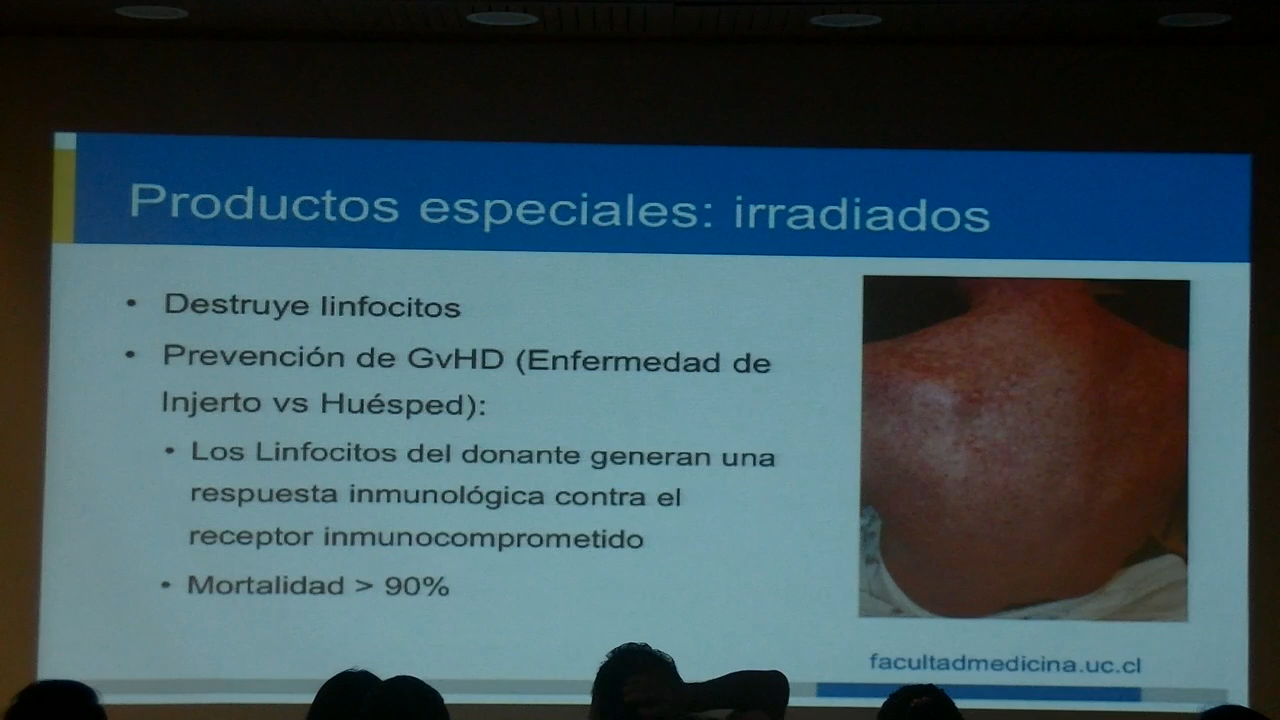 Productos especiales: irradiados
• Destruye linfocitos
• Prevención de GvHD (Enfermedad de
Injerto vs Huésped):
• Los Linfocitos del donante generan una
respuesta inmunológica contra el
receptor inmunocomprometido
• Mortalidad > 90%
facultadmedicina.uc.cl